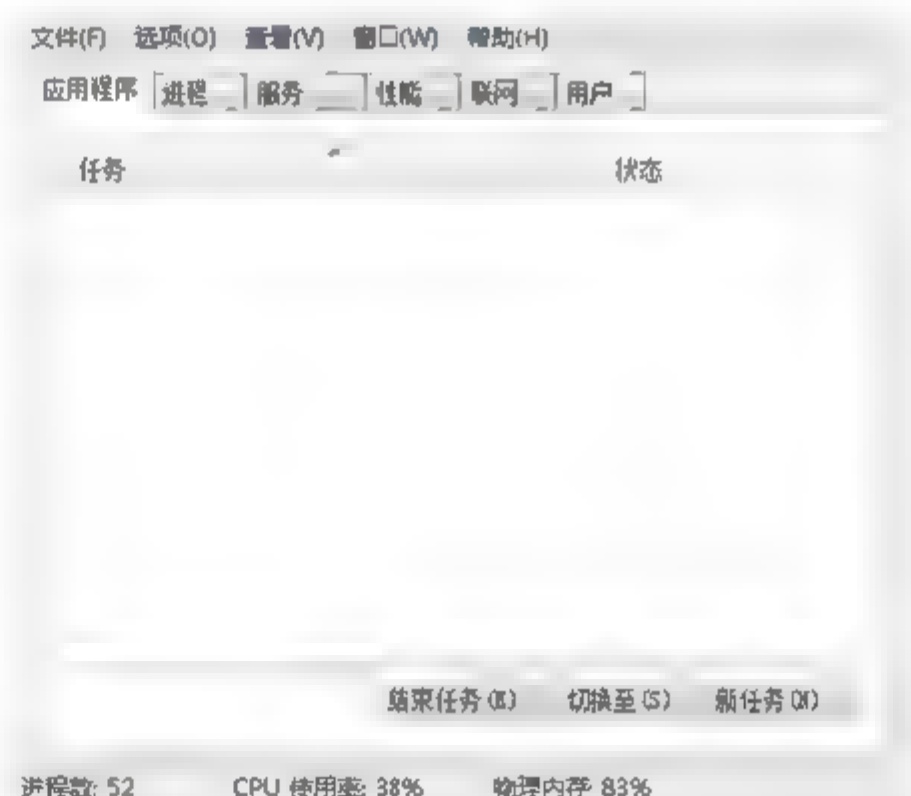 文件(F) 选项(O) 查看(V) 窗口(W) 帮助(H)
应用程序 进程 服务 性能 联网 用户
任务 状态
结束任务(E) 切换至(S) 新任务(N)
进程数: 52 CPU 使用率: 38% 物理内存: 83%